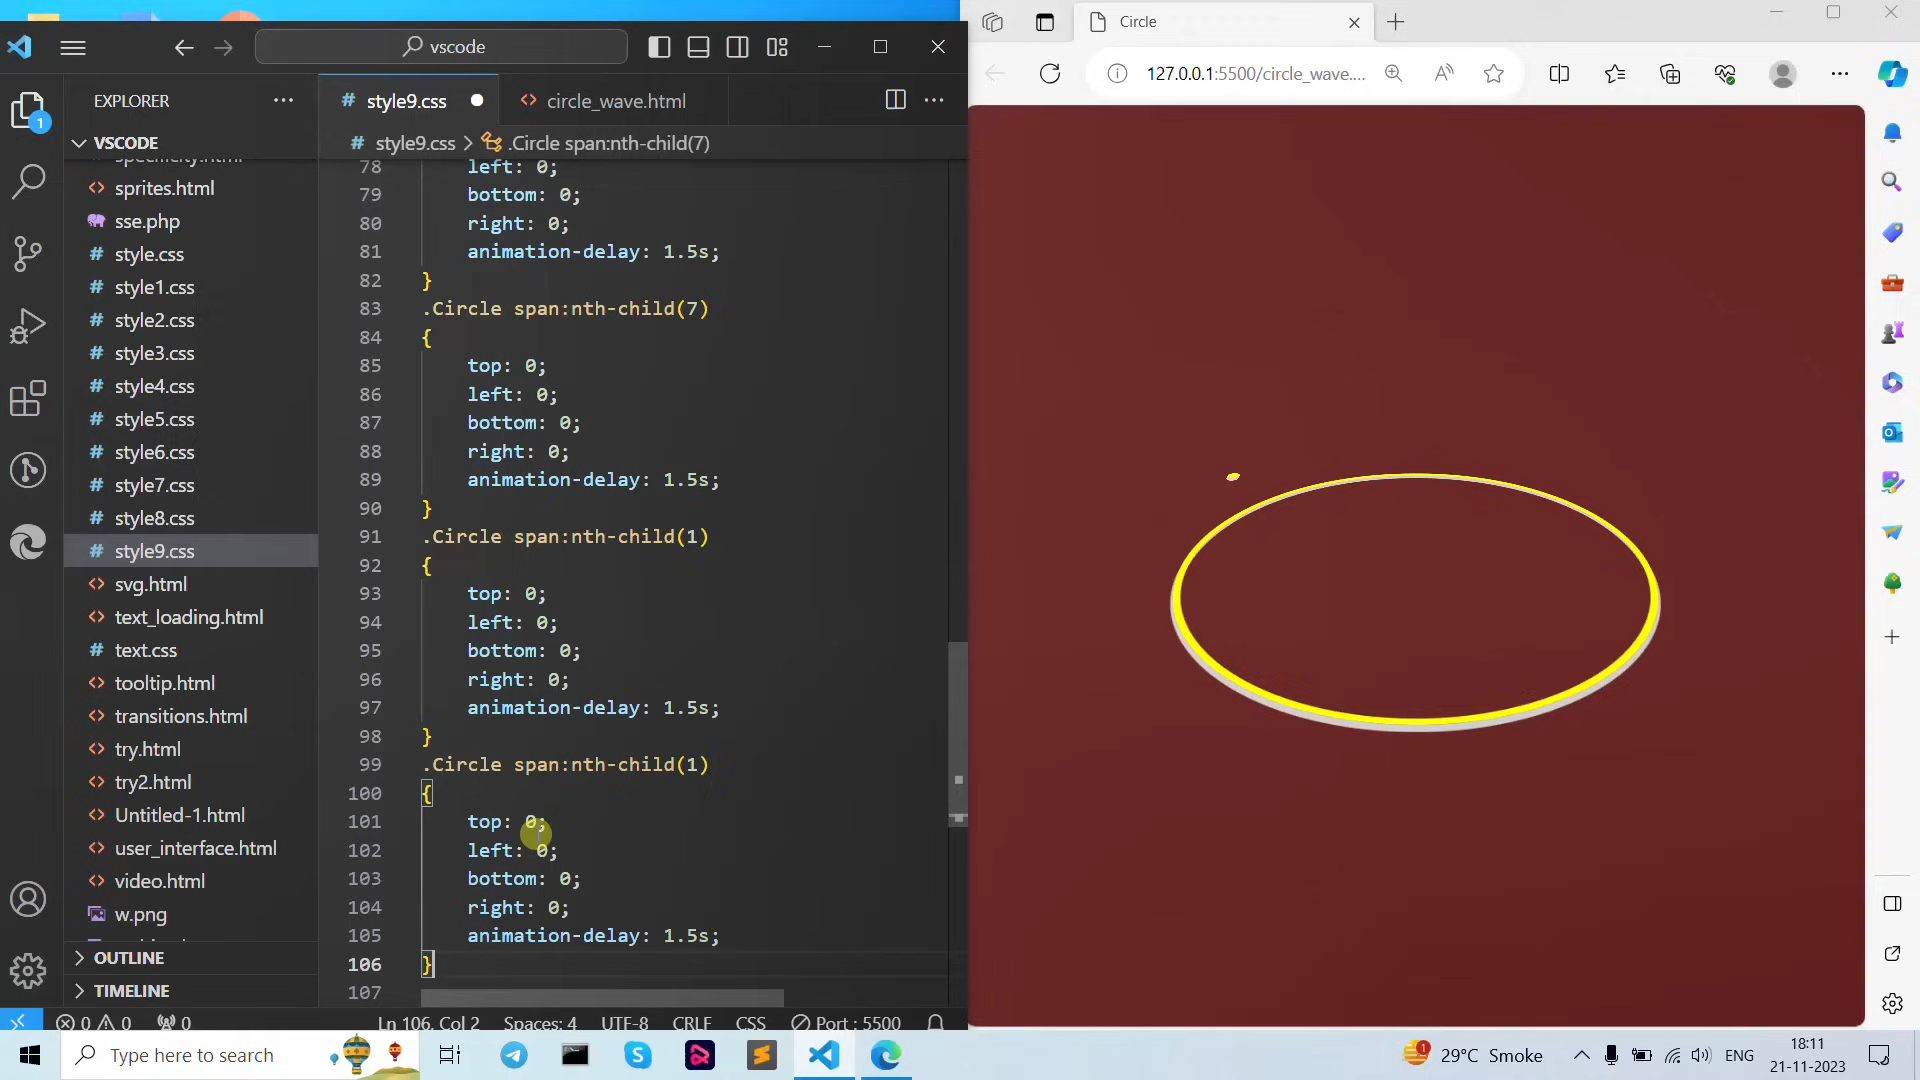 vscode
EXPLORER
VSCODE
specificity.html
sprites.html
sse.php
style.css
style1.css
style2.css
style3.css
style4.css
style5.css
style6.css
style7.css
style8.css
style9.css
svg.html
text_loading.html
text.css
tooltip.html
transitions.html
try.html
try2.html
Untitled-1.html
user_interface.html
video.html
w.png
OUTLINE
TIMELINE
1
style9.css
circle_wave.html
style9.css > .Circle span:nth-child(7)
78 left: 0;
79 bottom: 0;
80 right: 0;
81 animation-delay: 1.5s;
82 }
83 .Circle span:nth-child(7)
84 {
85 top: 0;
86 left: 0;
87 bottom: 0;
88 right: 0;
89 animation-delay: 1.5s;
90 }
91 .Circle span:nth-child(1)
92 {
93 top: 0;
94 left: 0;
95 bottom: 0;
96 right: 0;
97 animation-delay: 1.5s;
98 }
99 .Circle span:nth-child(1)
100 {
101 top: 0;
102 left: 0;
103 bottom: 0;
104 right: 0;
105 animation-delay: 1.5s;
106 }
107
0 0 0 Ln 106, Col 2 Spaces: 4 UTF-8 CRLF CSS Port : 5500
Circle
127.0.0.1:5500/circle_wave....
Type here to search
1
29°C Smoke
ENG
18:11
21-11-2023